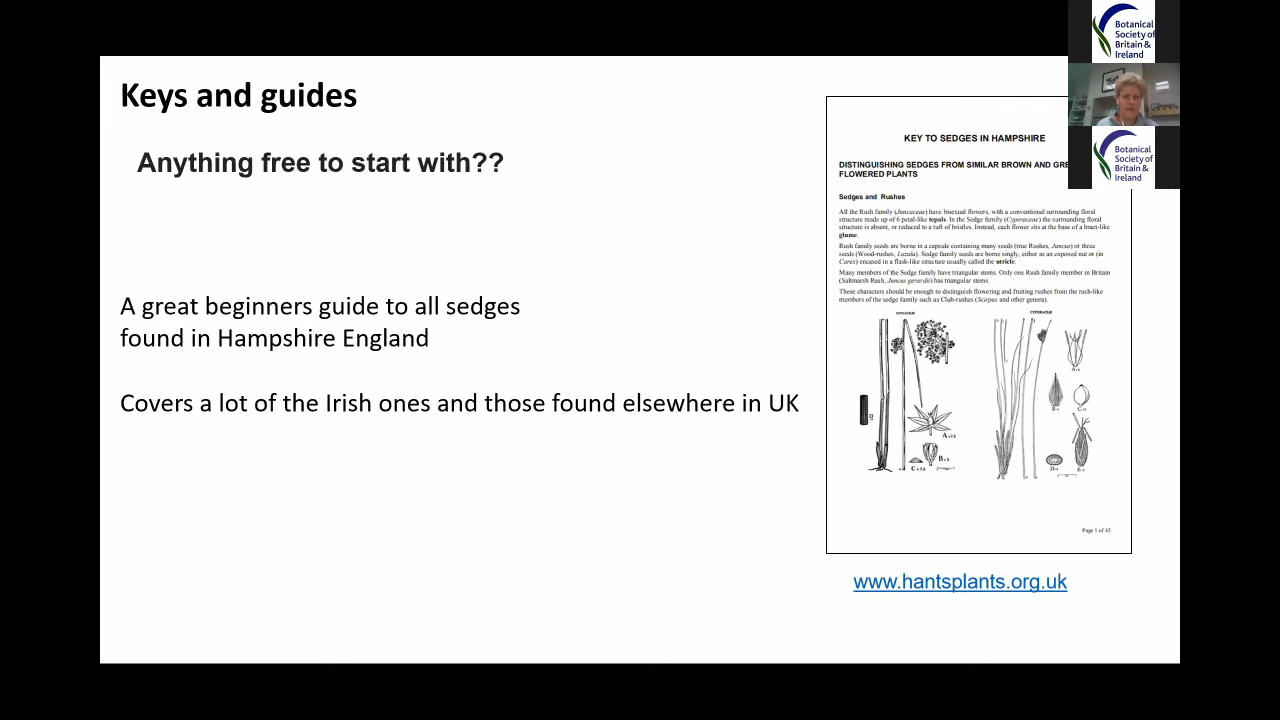 Keys and guides
Anything free to start with??
A great beginners guide to all sedges
found in Hampshire England
Covers a lot of the Irish ones and those found elsewhere in UK
KEY TO SEDGES IN HAMPSHIRE
DISTINGUISHING SEDGES FROM SIMILAR BROWN AND
FLOWERED PLANTS
Sedges and Rushes
All the Rush family (Juncaceae) have bisexual flowers, with a conventional surrounding floral
structure made up of 6 petal-like tepals. In the Sedge family (Cyperaceae) the surrounding floral
structure is absent, or reduced to a tuft of bristles. Instead, each flower sits at the base of a bract-like
glume.
Rush family seeds are borne in a capsule containing many seeds (true Rushes, Juncus) or three
seeds (Wood-rushes, Luzula). Sedge family seeds are borne singly, either as an exposed nut or (in
Carex) encased in a flask-like structure usually called the utricle.
Many members of the Sedge family have triangular stems. Only one Rush family member in Britain
(Saltmarsh Rush, Juncus gerardii) has triangular stems.
These characters should be enough to distinguish flowering and fruiting rushes from the rush-like
members of the sedge family such as Club-rushes (Scirpus and other genera).
JUNCACEAE
CYPERACEAE
Page 1 of 45
www.hantsplants.org.uk
Botanical
Society of
Britain &
Ireland
Botanical
Society of
Britain &
Ireland